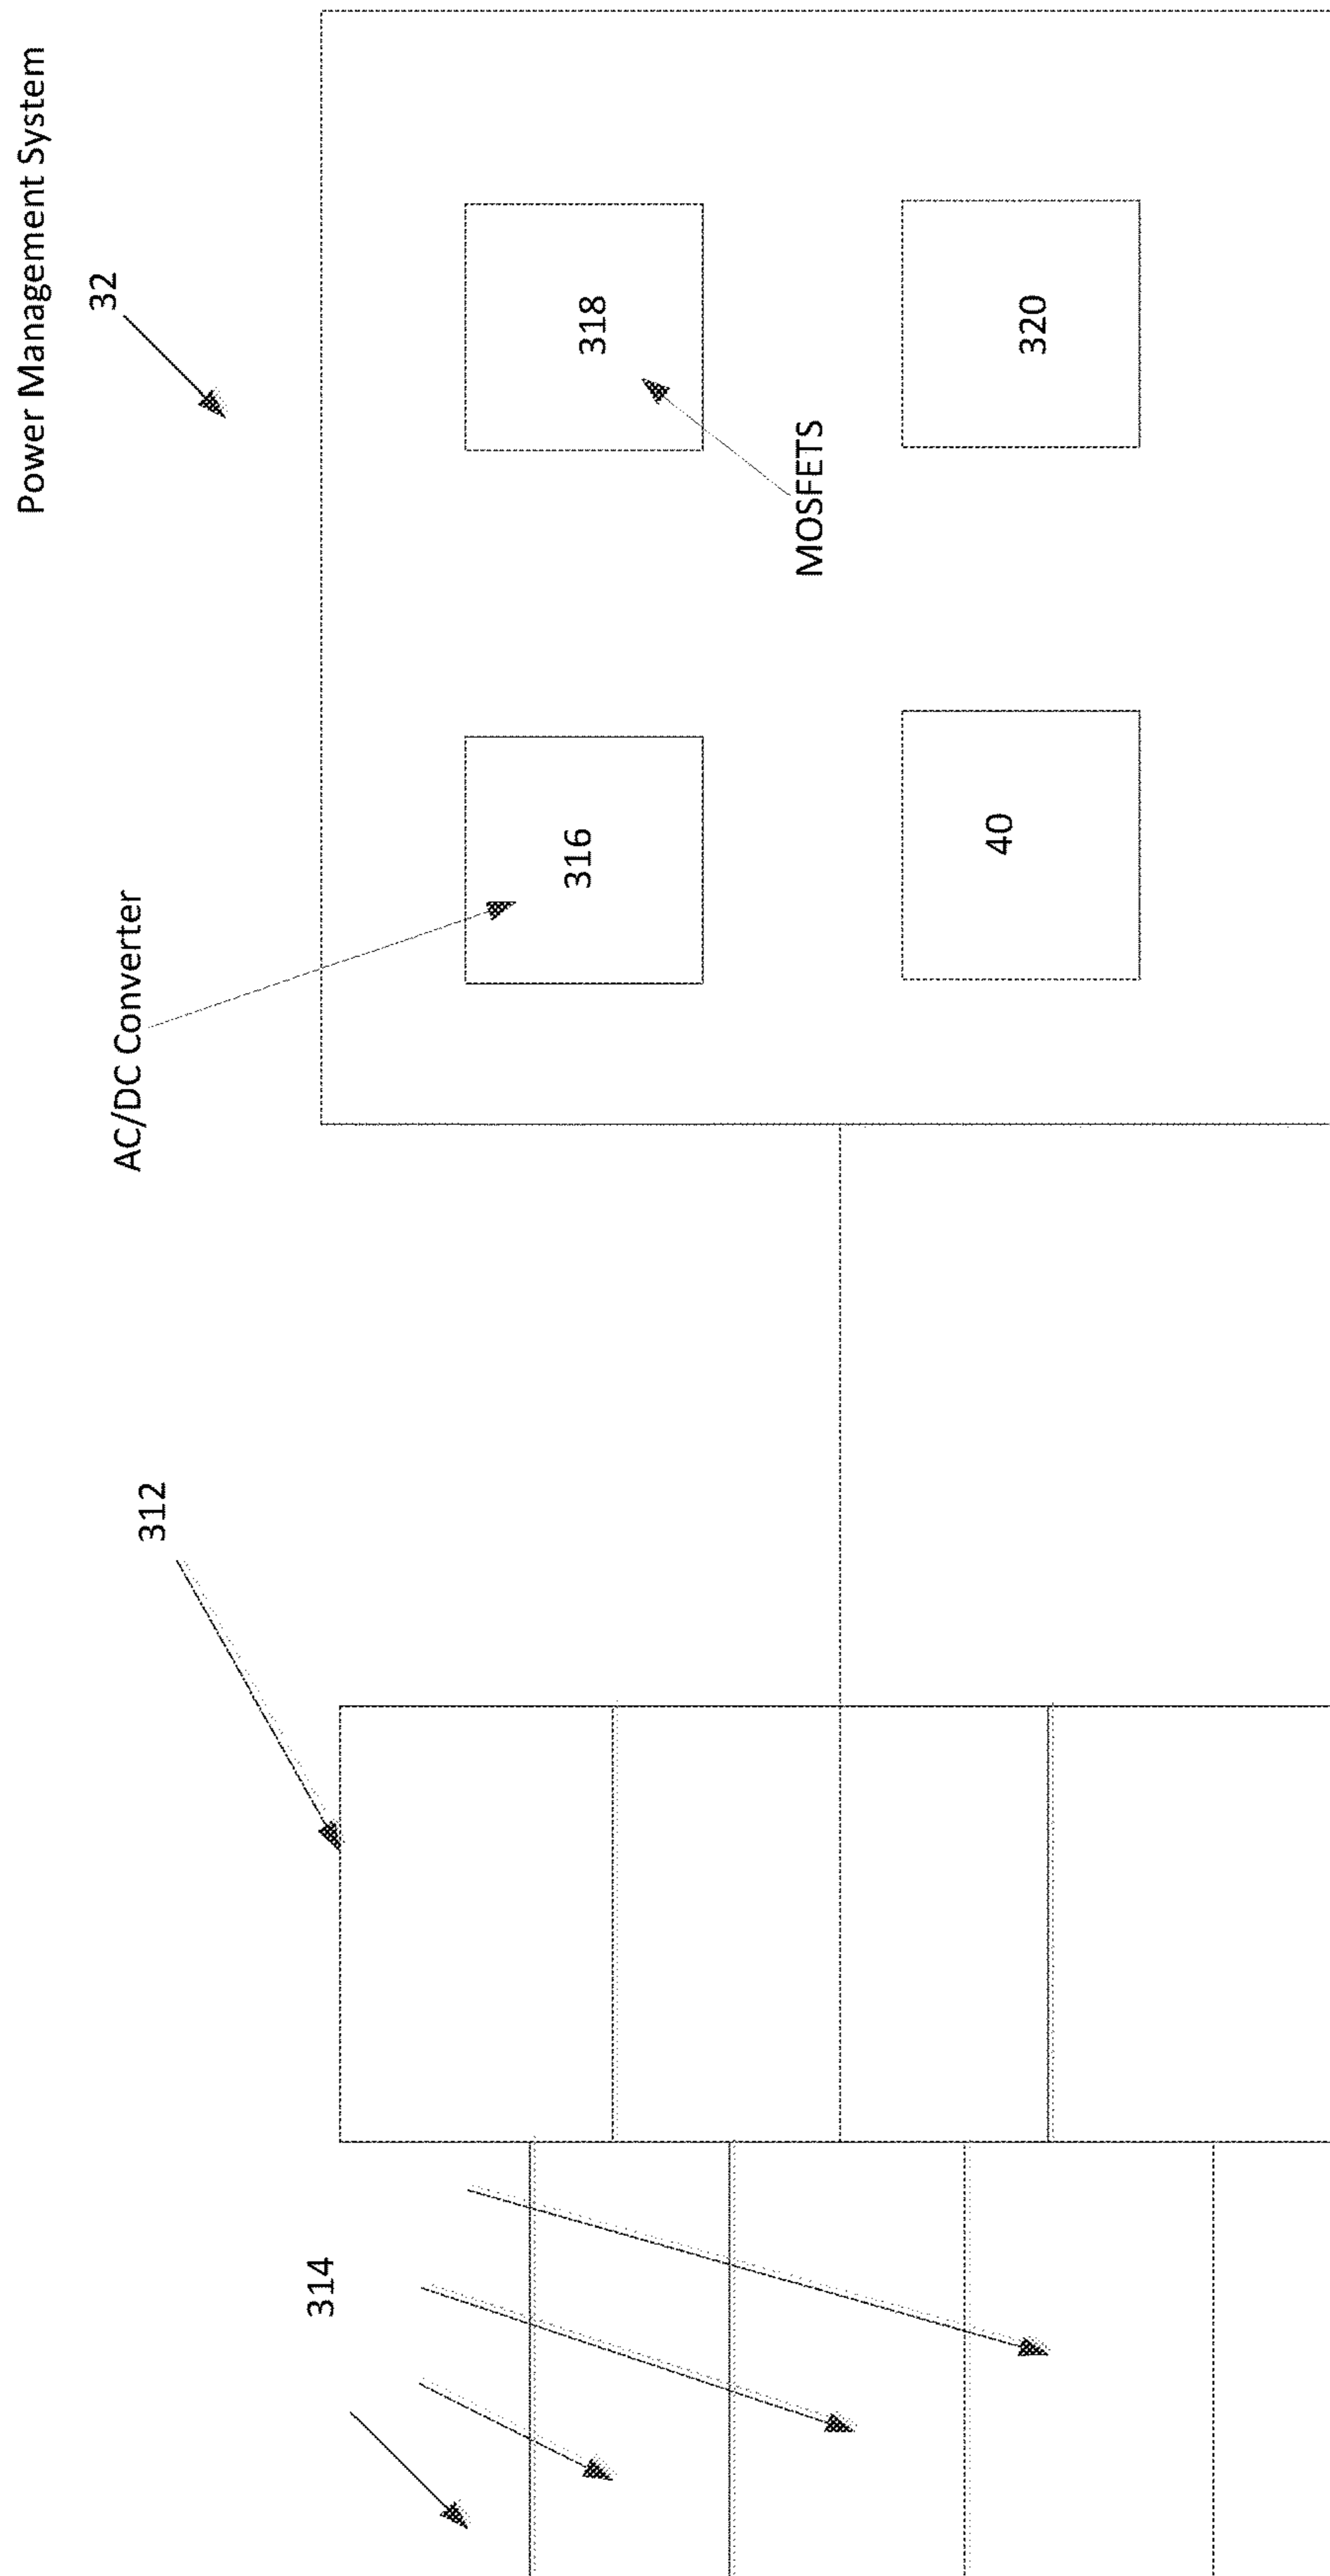 Power Management System
32
AC/DC Converter
312
314
316
318
MOSFETS
40
320